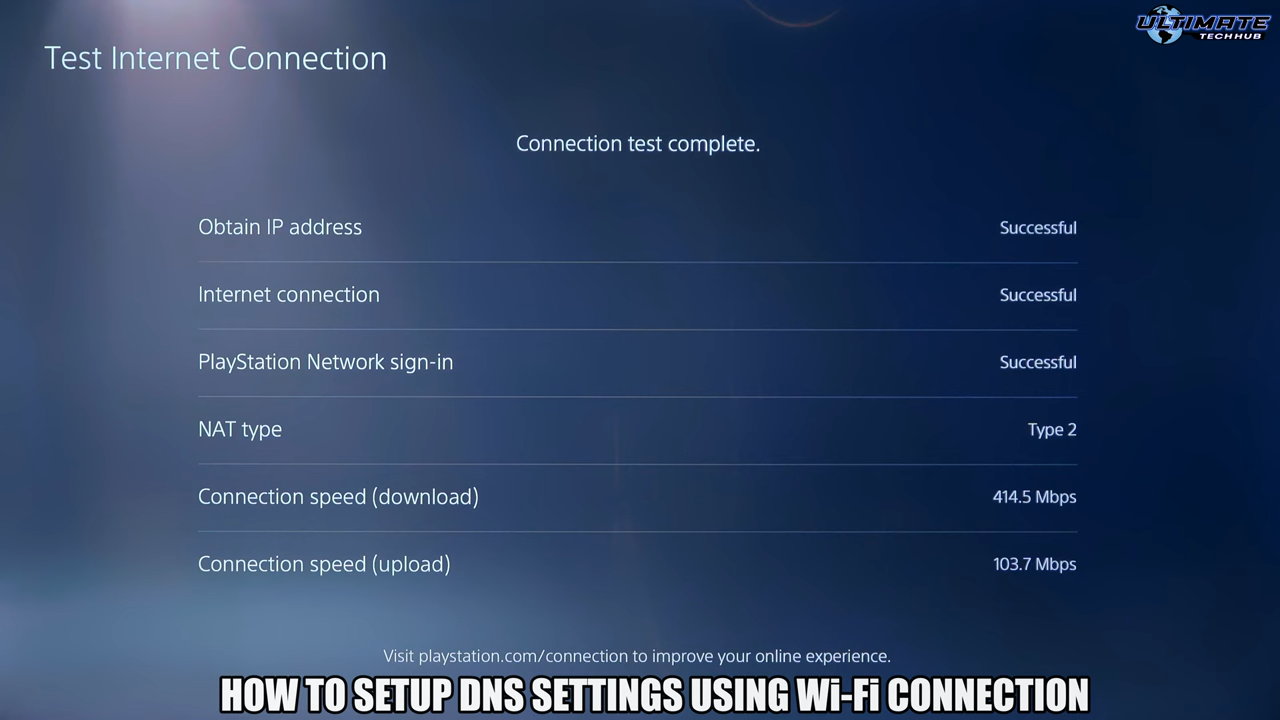 ULTIMATE
TECHHUB
Test Internet Connection
Connection test complete.
Obtain IP address Successful
Internet connection Successful
PlayStation Network sign-in Successful
NAT type Type 2
Connection speed (download) 414.5 Mbps
Connection speed (upload) 103.7 Mbps
Visit playstation.com/connection to improve your online experience.
HOW TO SETUP DNS SETTINGS USING Wi-Fi CONNECTION